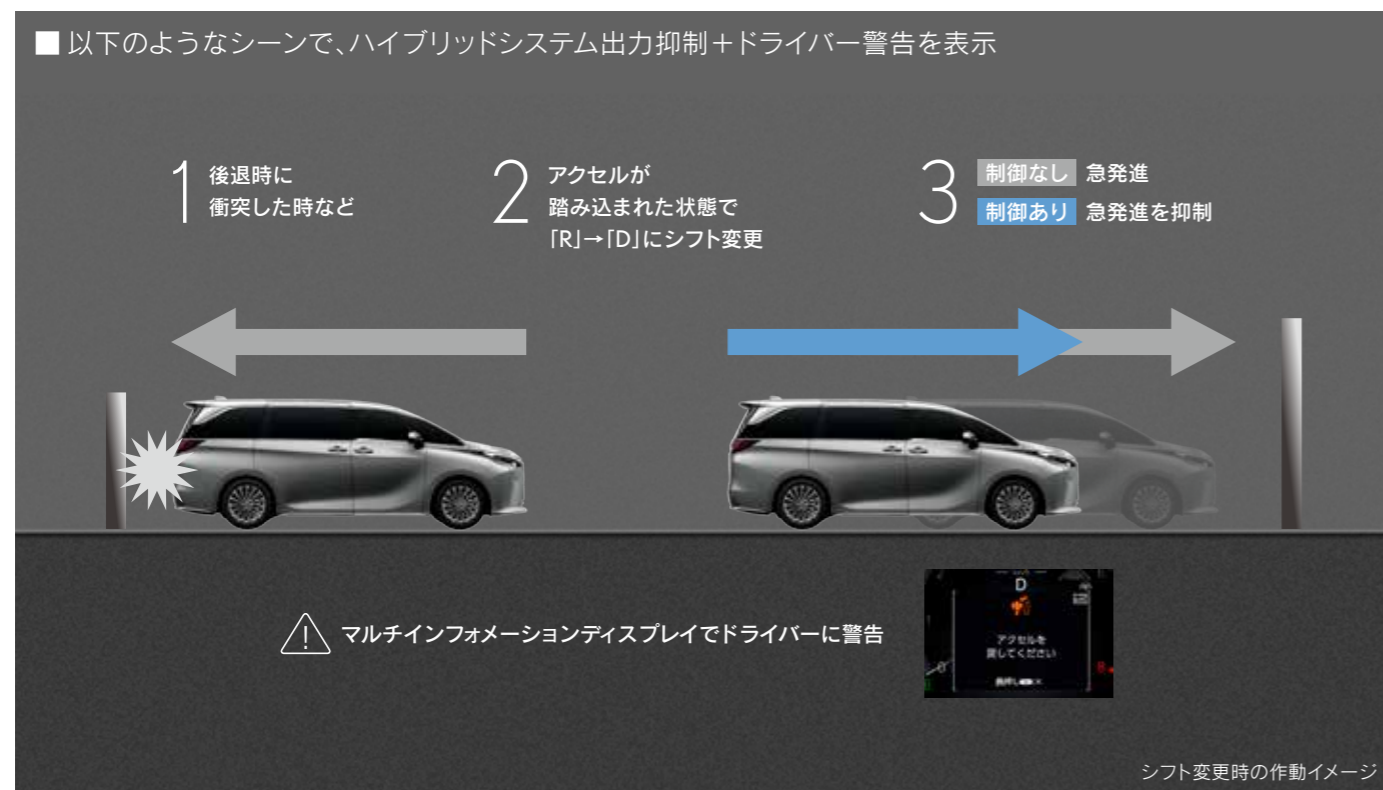 ■ 以下のようなシーンで、ハイブリッドシステム出力抑制＋ドライバー警告を表示
1 後退時に
衝突した時など
2 アクセルが
踏み込まれた状態で
「R」→「D」にシフト変更
3 制御なし 急発進
制御あり 急発進を抑制
マルチインフォメーションディスプレイでドライバーに警告
D
アクセルを
戻してください
シフト変更時の作動イメージ